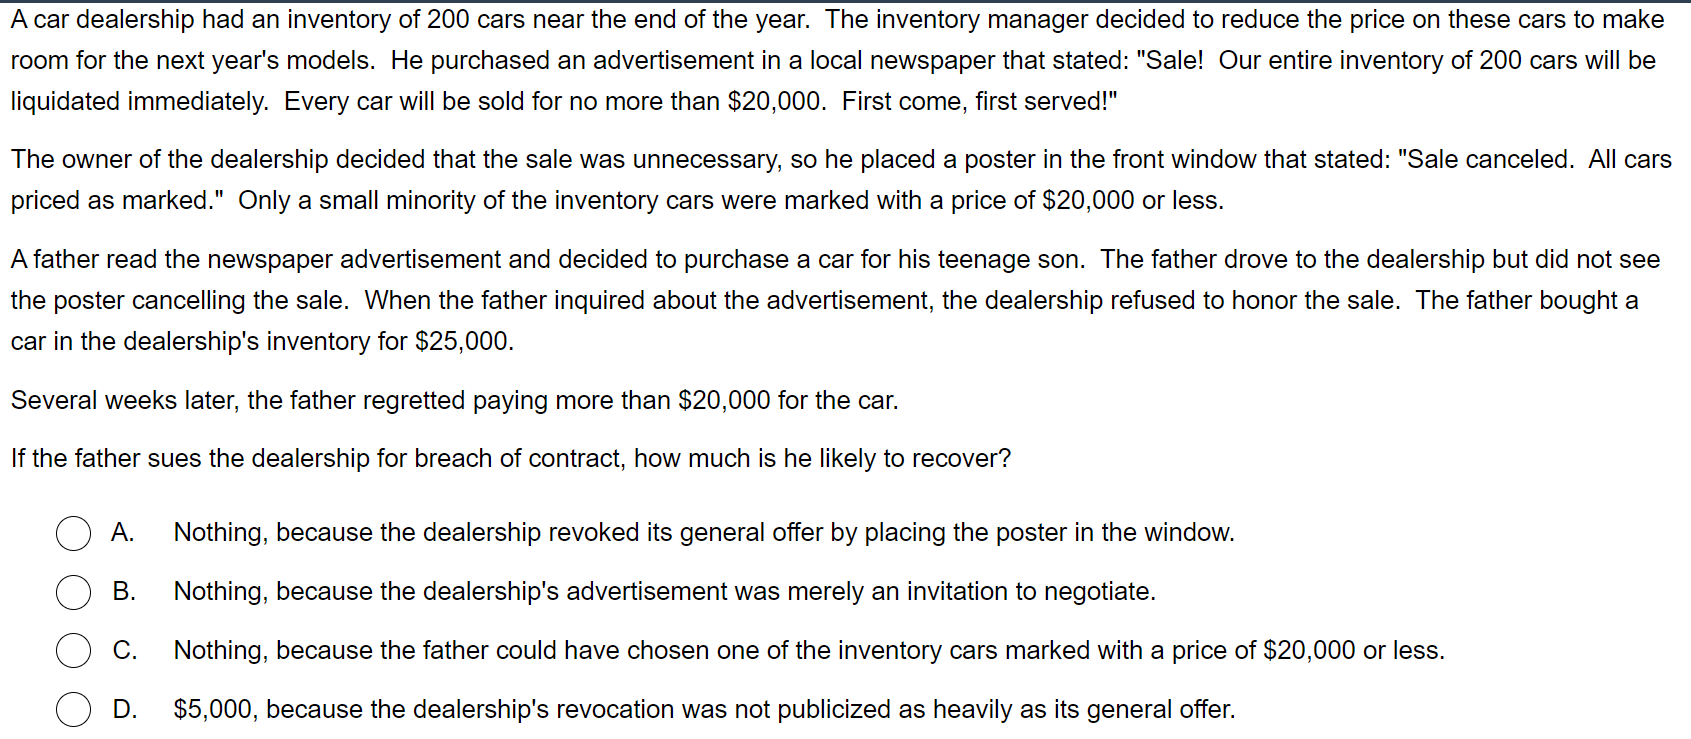 A car dealership had an inventory of 200 cars near the end of the year.  The inventory manager decided to reduce the price on these cars to make
room for the next year's models.  He purchased an advertisement in a local newspaper that stated: "Sale!  Our entire inventory of 200 cars will be
liquidated immediately.  Every car will be sold for no more than $20,000.  First come, first served!"
The owner of the dealership decided that the sale was unnecessary, so he placed a poster in the front window that stated: "Sale canceled.  All cars
priced as marked."  Only a small minority of the inventory cars were marked with a price of $20,000 or less.
A father read the newspaper advertisement and decided to purchase a car for his teenage son.  The father drove to the dealership but did not see
the poster cancelling the sale.  When the father inquired about the advertisement, the dealership refused to honor the sale.  The father bought a
car in the dealership's inventory for $25,000.
Several weeks later, the father regretted paying more than $20,000 for the car.
If the father sues the dealership for breach of contract, how much is he likely to recover?
A. Nothing, because the dealership revoked its general offer by placing the poster in the window.
B. Nothing, because the dealership's advertisement was merely an invitation to negotiate.
C. Nothing, because the father could have chosen one of the inventory cars marked with a price of $20,000 or less.
D. $5,000, because the dealership's revocation was not publicized as heavily as its general offer.